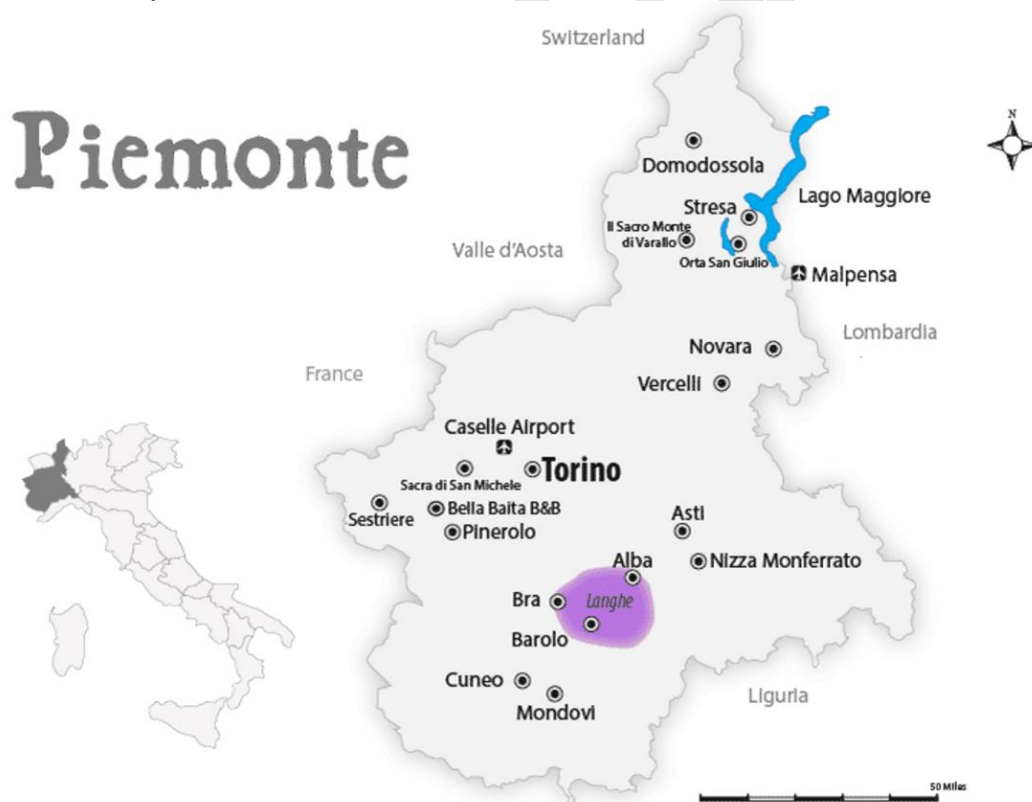 Switzerland
Piemonte
N
Domodossola
Lago Maggiore
Stresa
Il Sacro Monte
di Varallo
Orta San Giulio
Valle d'Aosta
Malpensa
Lombardia
Novara
France
Vercelli
Caselle Airport
Torino
Sacra di San Michele
Sestriere
Bella Baita B&B
Pinerolo
Asti
Alba
Nizza Monferrato
Bra
Langhe
Barolo
Cuneo
Mondovi
Liguria
50 Miles